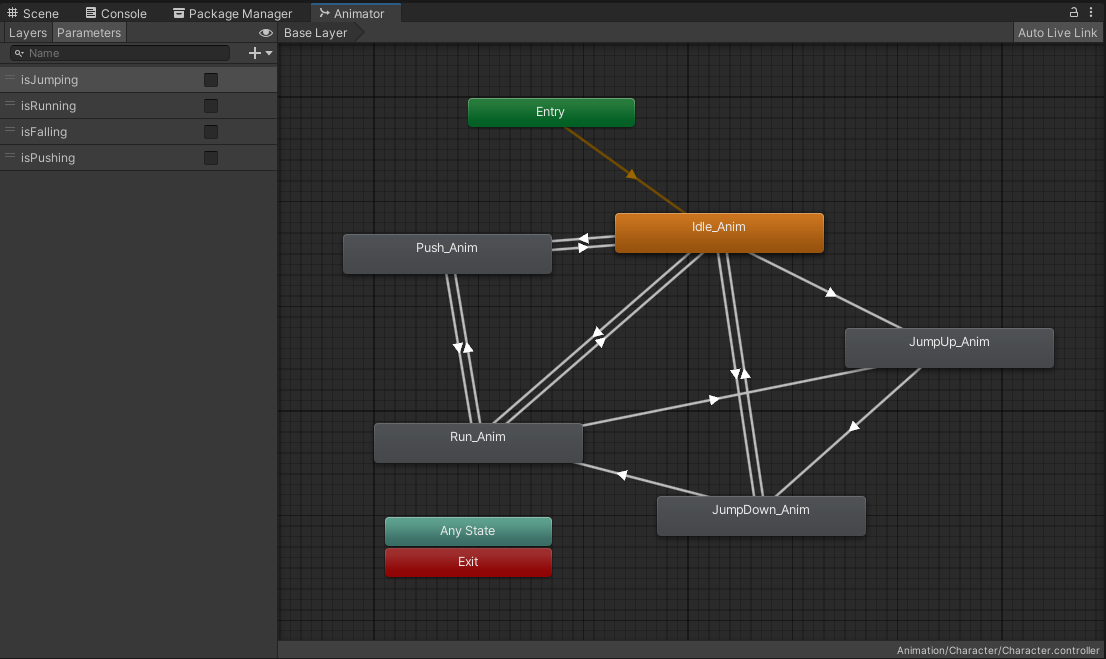 Scene
Console
Package Manager
Animator
Layers
Parameters
Base Layer
Auto Live Link
Name
isJumping
isRunning
isFalling
isPushing
Entry
Idle_Anim
Push_Anim
JumpUp_Anim
Run_Anim
JumpDown_Anim
Any State
Exit
Animation/Character/Character.controller